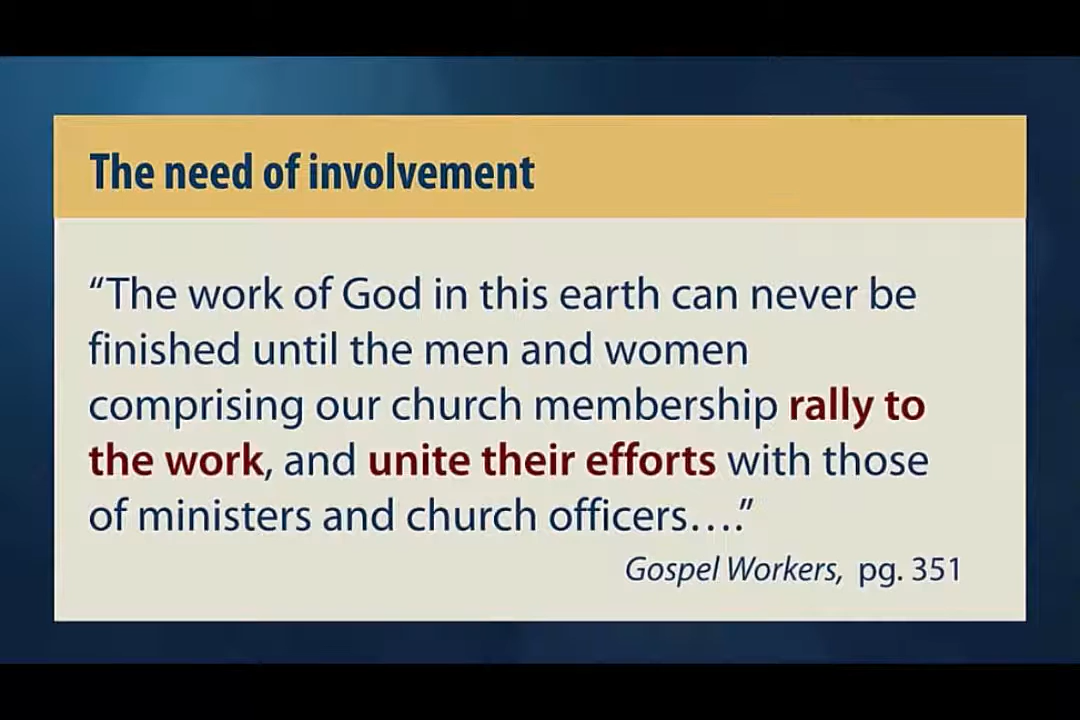 The need of involvement
“The work of God in this earth can never be
finished until the men and women
comprising our church membership rally to
the work, and unite their efforts with those
of ministers and church officers….”
Gospel Workers, pg. 351